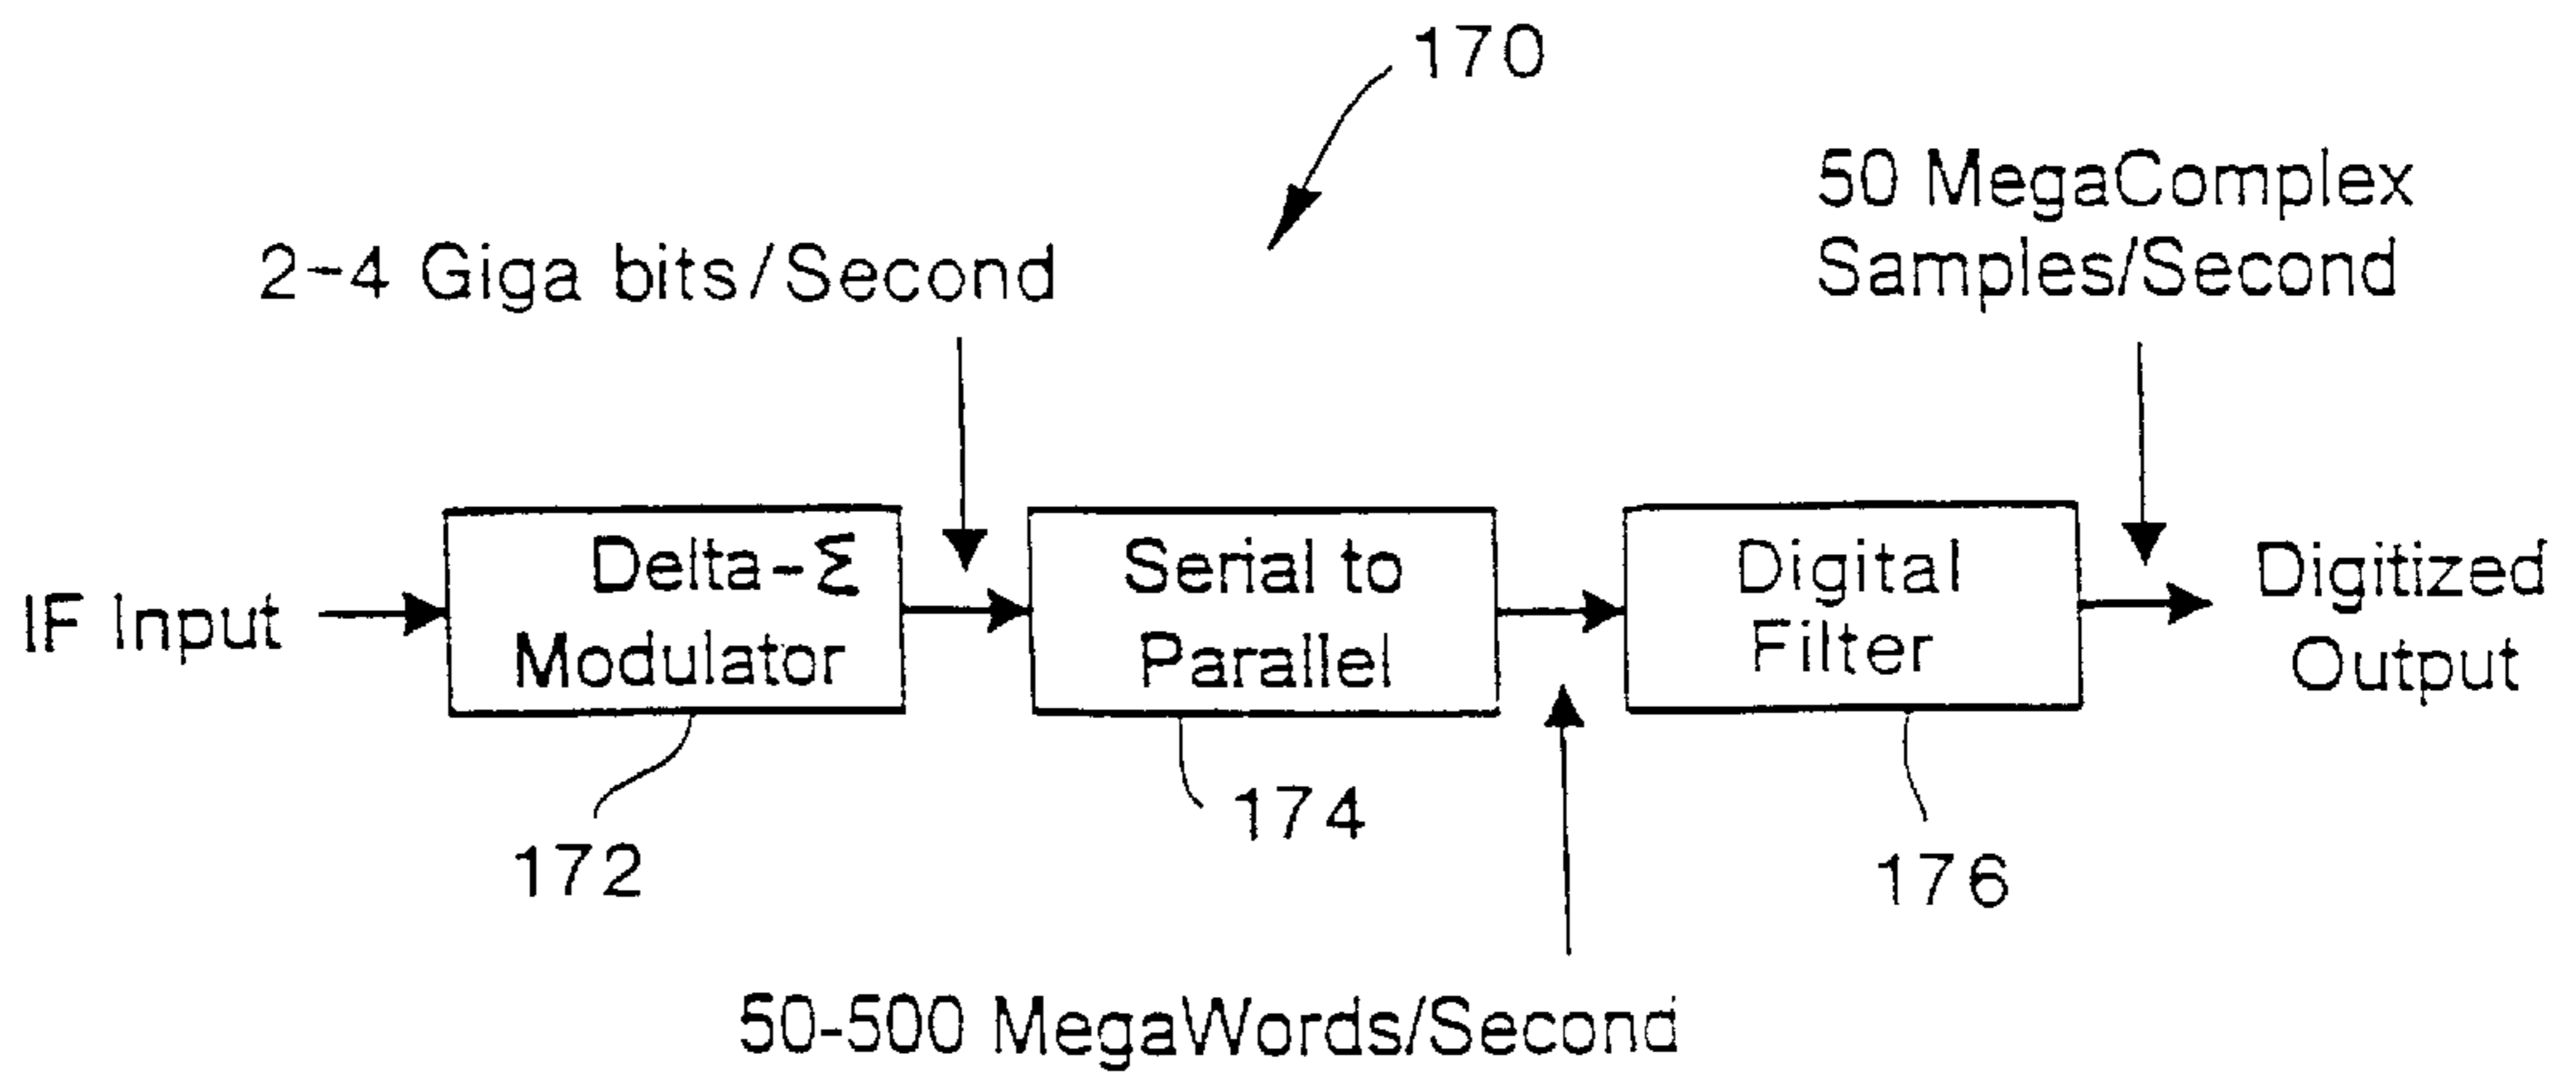 170
50 MegaComplex
Samples/Second
2-4 Giga bits/Second
IF Input
Delta-Σ
Modulator
Serial to
Parallel
Digital
Filter
Digitized
Output
172
174
176
50-500 MegaWords/Second